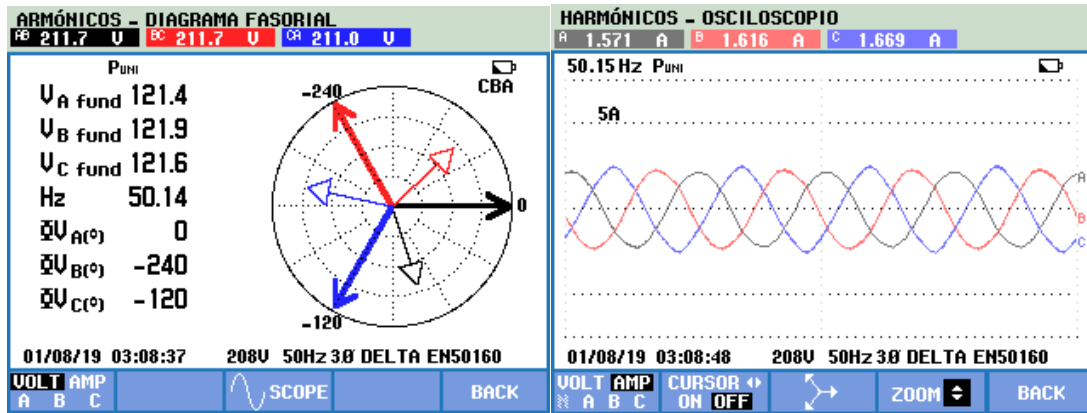 ARMÓNICOS - DIAGRAMA FASORIAL
AB 211.7 V BC 211.7 V CA 211.0 V
PUNI
CBA
VA fund 121.4
VB fund 121.9
VC fund 121.6
Hz 50.14
ΦVA(°) 0
ΦVB(°) -240
ΦVC(°) -120
-240
0
-120
01/08/19 03:08:37 208V 50Hz 3Ø DELTA EN50160
VOLT AMP
A B C
SCOPE
BACK
HARMÓNICOS - OSCILOSCOPIO
A 1.571 A B 1.616 A C 1.669 A
50.15 Hz PUNI
5A
A
B
C
01/08/19 03:08:48 208V 50Hz 3Ø DELTA EN50160
VOLT AMP
N A B C
CURSOR
ON OFF
ZOOM
BACK